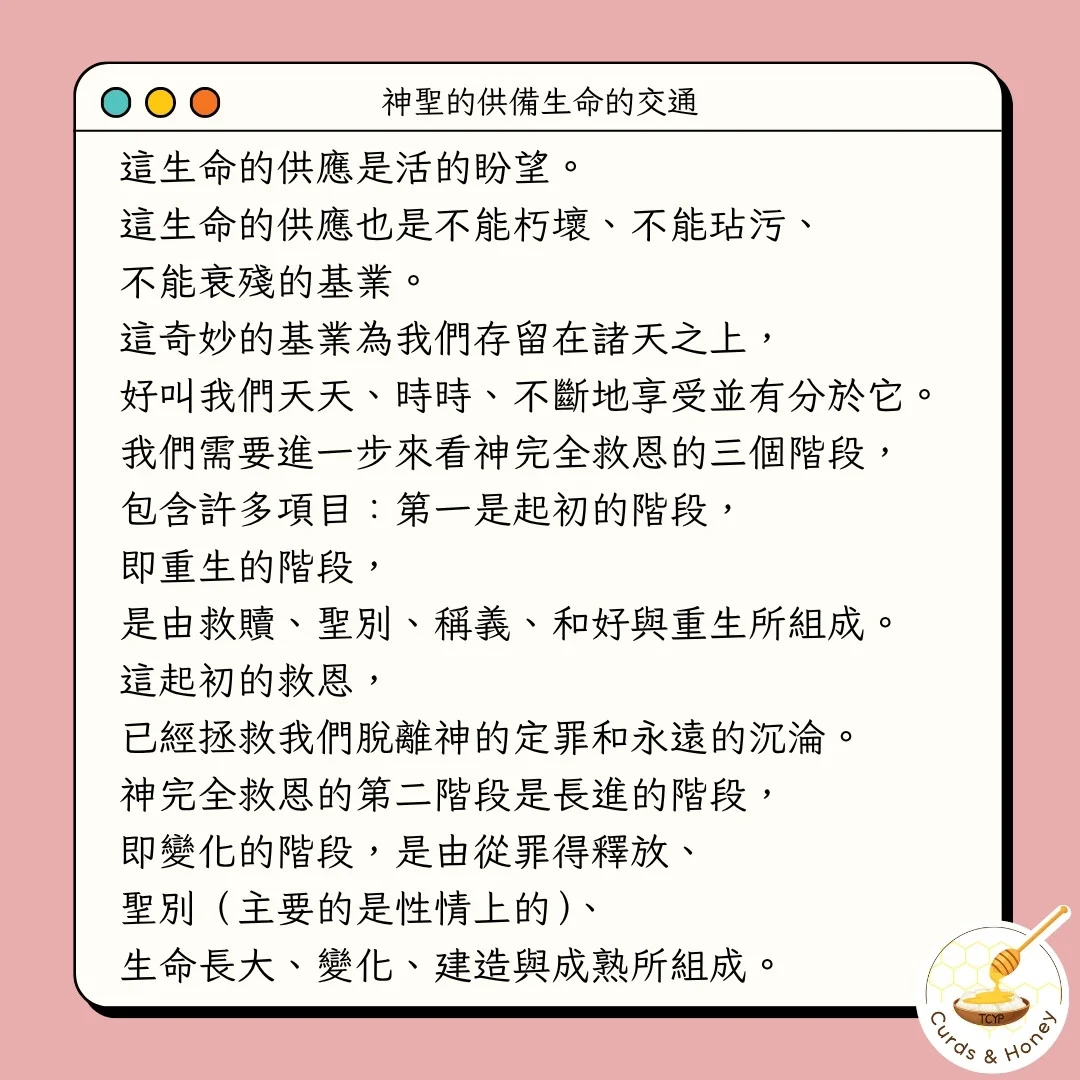 神聖的供備生命的交通
這生命的供應是活的盼望。
這生命的供應也是不能朽壞、不能玷污、
不能衰殘的基業。
這奇妙的基業為我們存留在諸天之上，
好叫我們天天、時時、不斷地享受並有分於它。
我們需要進一步來看神完全救恩的三個階段，
包含許多項目：第一是起初的階段，
即重生的階段，
是由救贖、聖別、稱義、和好與重生所組成。
這起初的救恩，
已經拯救我們脫離神的定罪和永遠的沉淪。
神完全救恩的第二階段是長進的階段，
即變化的階段，是由從罪得釋放、
聖別（主要的是性情上的）、
生命長大、變化、建造與成熟所組成。
TCYP
Curds & Honey